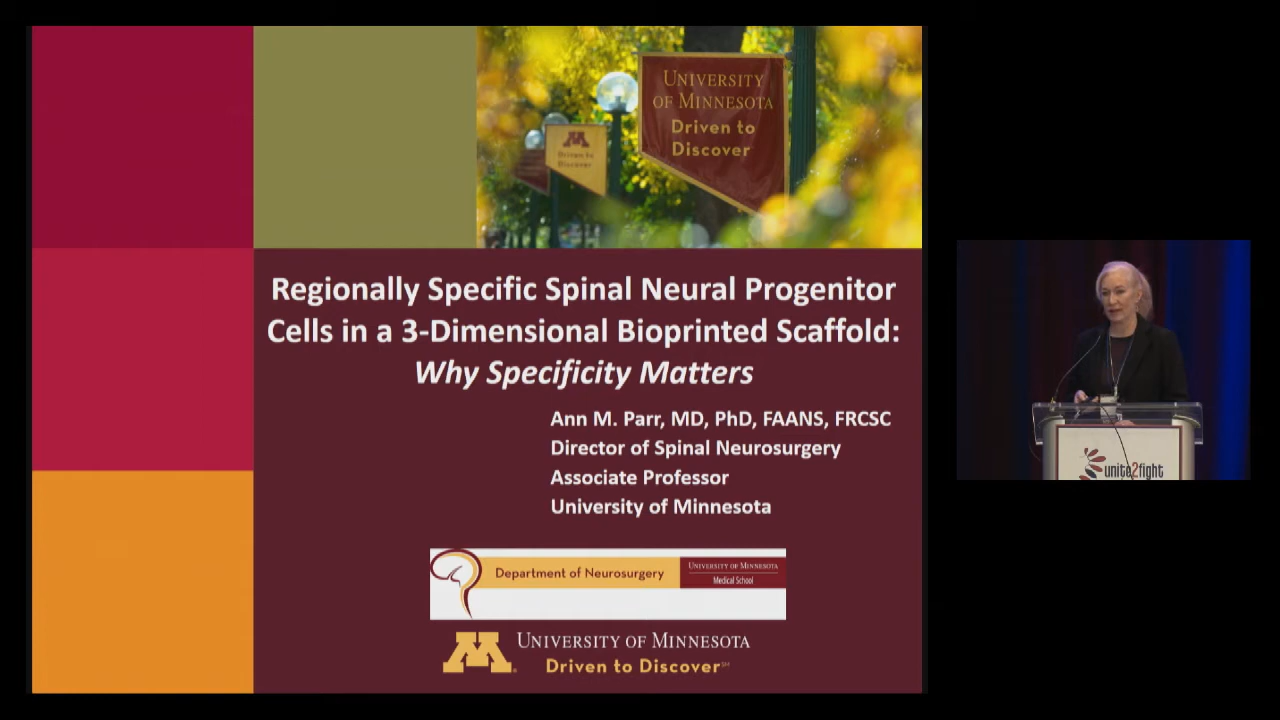 UNIVERSITY
OF MINNESOTA
Driven to
Discover
M
Driven to
Discover
Regionally Specific Spinal Neural Progenitor
Cells in a 3-Dimensional Bioprinted Scaffold:
Why Specificity Matters
Ann M. Parr, MD, PhD, FAANS, FRCSC
Director of Spinal Neurosurgery
Associate Professor
University of Minnesota
Department of Neurosurgery
UNIVERSITY OF MINNESOTA
Medical School
M
UNIVERSITY OF MINNESOTA
Driven to Discover℠
unite2fight